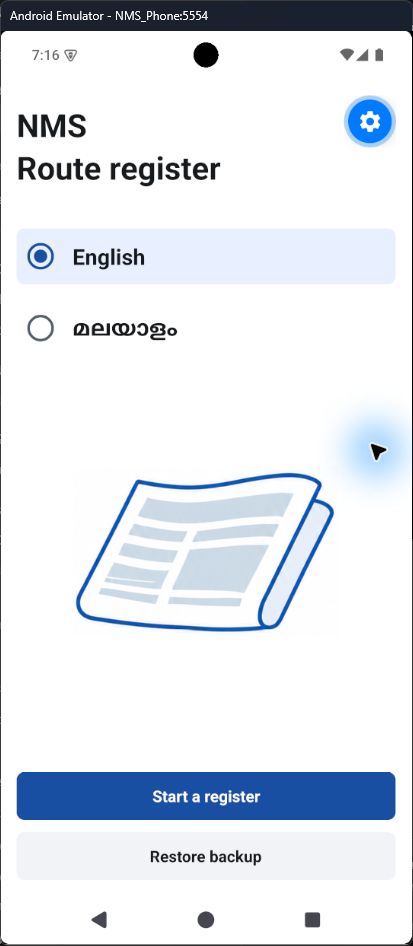 Android Emulator - NMS_Phone:5554
7:16
NMS
Route register
English
മലയാളം
Start a register
Restore backup